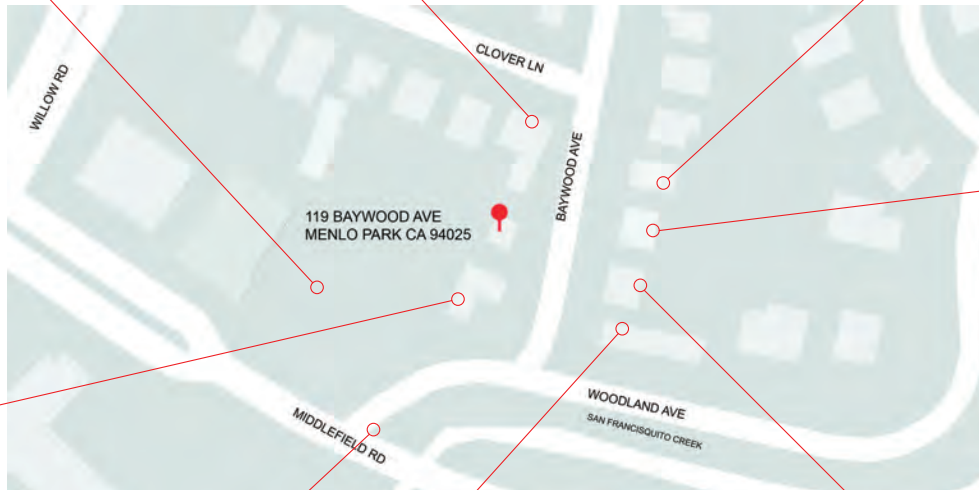 CLOVER LN
WILLOW RD
BAYWOOD AVE
119 BAYWOOD AVE
MENLO PARK CA 94025
WOODLAND AVE
SAN FRANCISQUITO CREEK
MIDDLEFIELD RD